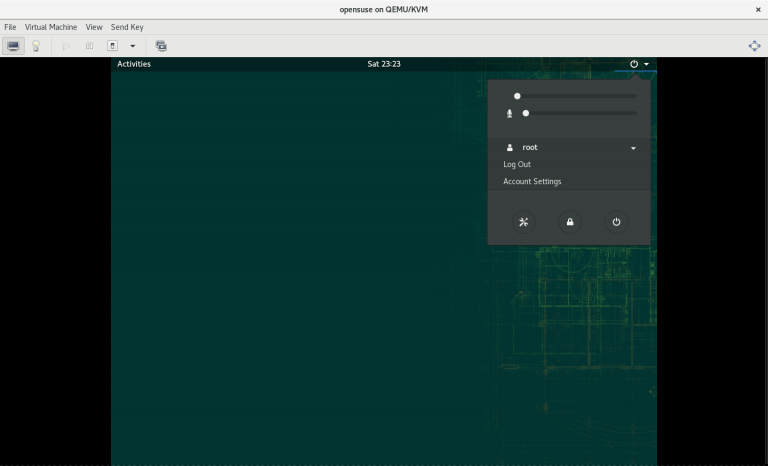 opensuse on QEMU/KVM
File Virtual Machine View Send Key
Activities Sat 23:23
root
Log Out
Account Settings